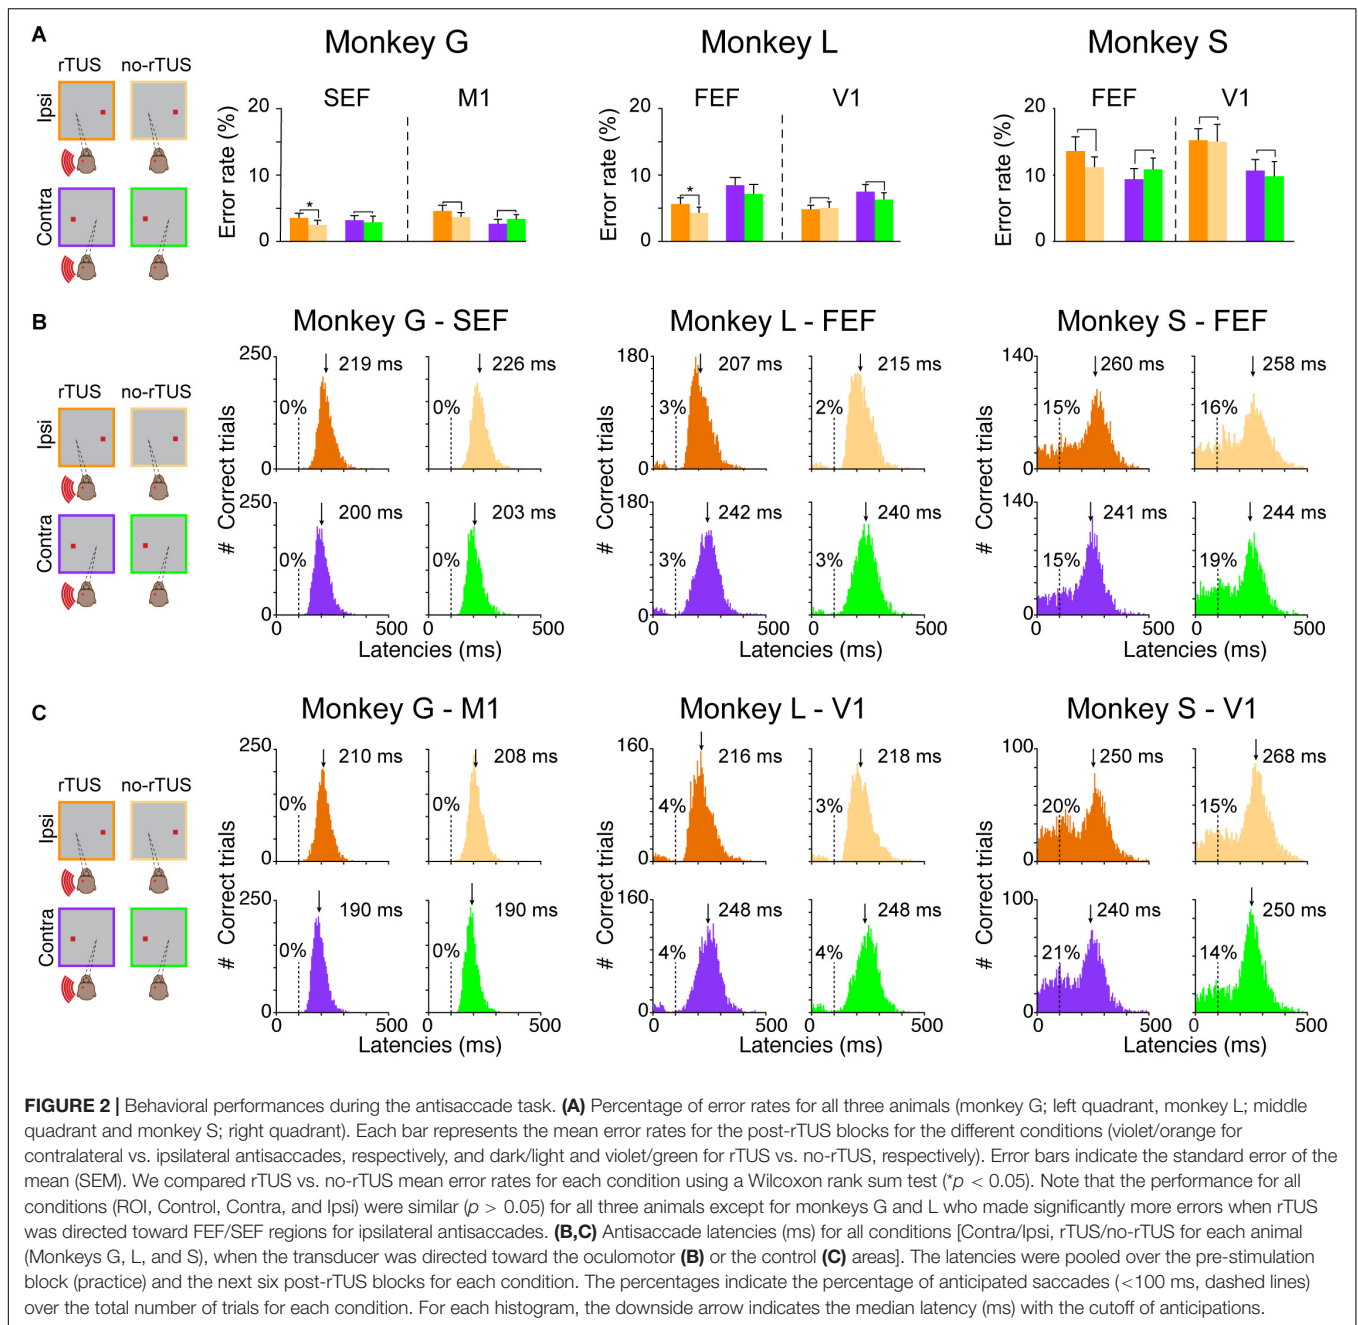 A
Monkey G
Monkey L
Monkey S
rTUS no-rTUS
Ipsi
Contra
SEF M1
Error rate (%)
20
10
0
*
FEF V1
Error rate (%)
20
10
0
*
FEF V1
Error rate (%)
20
10
0
B
Monkey G - SEF
Monkey L - FEF
Monkey S - FEF
rTUS no-rTUS
Ipsi
Contra
# Correct trials
250
0
219 ms
0%
226 ms
0%
250
0
200 ms
0%
203 ms
0%
0 500 0 500
Latencies (ms)
# Correct trials
180
0
207 ms
3%
215 ms
2%
180
0
242 ms
3%
240 ms
3%
0 500 0 500
Latencies (ms)
# Correct trials
140
0
260 ms
15%
258 ms
16%
140
0
241 ms
15%
244 ms
19%
0 500 0 500
Latencies (ms)
C
Monkey G - M1
Monkey L - V1
Monkey S - V1
rTUS no-rTUS
Ipsi
Contra
# Correct trials
250
0
210 ms
0%
208 ms
0%
250
0
190 ms
0%
190 ms
0%
0 500 0 500
Latencies (ms)
# Correct trials
160
0
216 ms
4%
218 ms
3%
160
0
248 ms
4%
248 ms
4%
0 500 0 500
Latencies (ms)
# Correct trials
100
0
250 ms
20%
268 ms
15%
100
0
240 ms
21%
250 ms
14%
0 500 0 500
Latencies (ms)
FIGURE 2 | Behavioral performances during the antisaccade task. (A) Percentage of error rates for all three animals (monkey G; left quadrant, monkey L; middle
quadrant and monkey S; right quadrant). Each bar represents the mean error rates for the post-rTUS blocks for the different conditions (violet/orange for
contralateral vs. ipsilateral antisaccades, respectively, and dark/light and violet/green for rTUS vs. no-rTUS, respectively). Error bars indicate the standard error of the
mean (SEM). We compared rTUS vs. no-rTUS mean error rates for each condition using a Wilcoxon rank sum test (*p < 0.05). Note that the performance for all
conditions (ROI, Control, Contra, and Ipsi) were similar (p > 0.05) for all three animals except for monkeys G and L who made significantly more errors when rTUS
was directed toward FEF/SEF regions for ipsilateral antisaccades. (B,C) Antisaccade latencies (ms) for all conditions [Contra/Ipsi, rTUS/no-rTUS for each animal
(Monkeys G, L, and S), when the transducer was directed toward the oculomotor (B) or the control (C) areas]. The latencies were pooled over the pre-stimulation
block (practice) and the next six post-rTUS blocks for each condition. The percentages indicate the percentage of anticipated saccades (<100 ms, dashed lines)
over the total number of trials for each condition. For each histogram, the downside arrow indicates the median latency (ms) with the cutoff of anticipations.